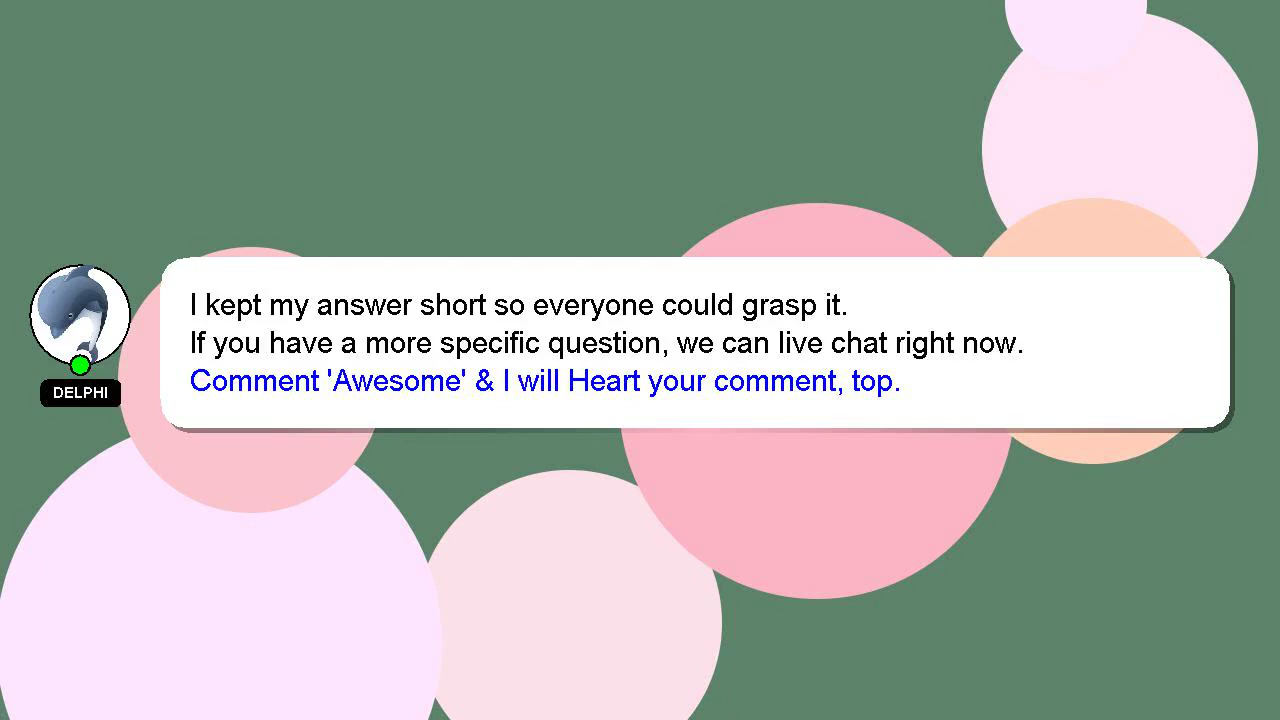 I kept my answer short so everyone could grasp it.
If you have a more specific question, we can live chat right now.
Comment 'Awesome' & I will Heart your comment, top.
DELPHI